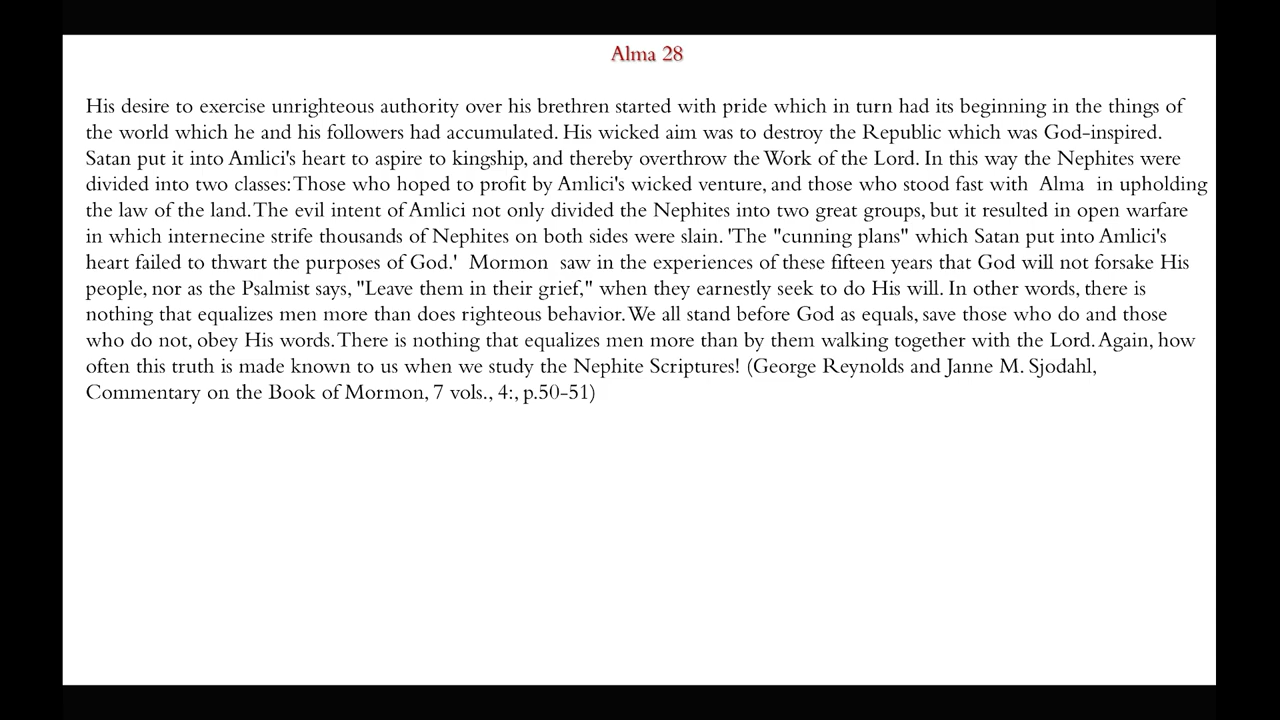 Alma 28
His desire to exercise unrighteous authority over his brethren started with pride which in turn had its beginning in the things of
the world which he and his followers had accumulated. His wicked aim was to destroy the Republic which was God-inspired.
Satan put it into Amlici's heart to aspire to kingship, and thereby overthrow the Work of the Lord. In this way the Nephites were
divided into two classes: Those who hoped to profit by Amlici's wicked venture, and those who stood fast with Alma in upholding
the law of the land. The evil intent of Amlici not only divided the Nephites into two great groups, but it resulted in open warfare
in which internecine strife thousands of Nephites on both sides were slain. 'The "cunning plans" which Satan put into Amlici's
heart failed to thwart the purposes of God.' Mormon saw in the experiences of these fifteen years that God will not forsake His
people, nor as the Psalmist says, "Leave them in their grief," when they earnestly seek to do His will. In other words, there is
nothing that equalizes men more than does righteous behavior. We all stand before God as equals, save those who do and those
who do not, obey His words. There is nothing that equalizes men more than by them walking together with the Lord. Again, how
often this truth is made known to us when we study the Nephite Scriptures! (George Reynolds and Janne M. Sjodahl,
Commentary on the Book of Mormon, 7 vols., 4:, p.50-51)